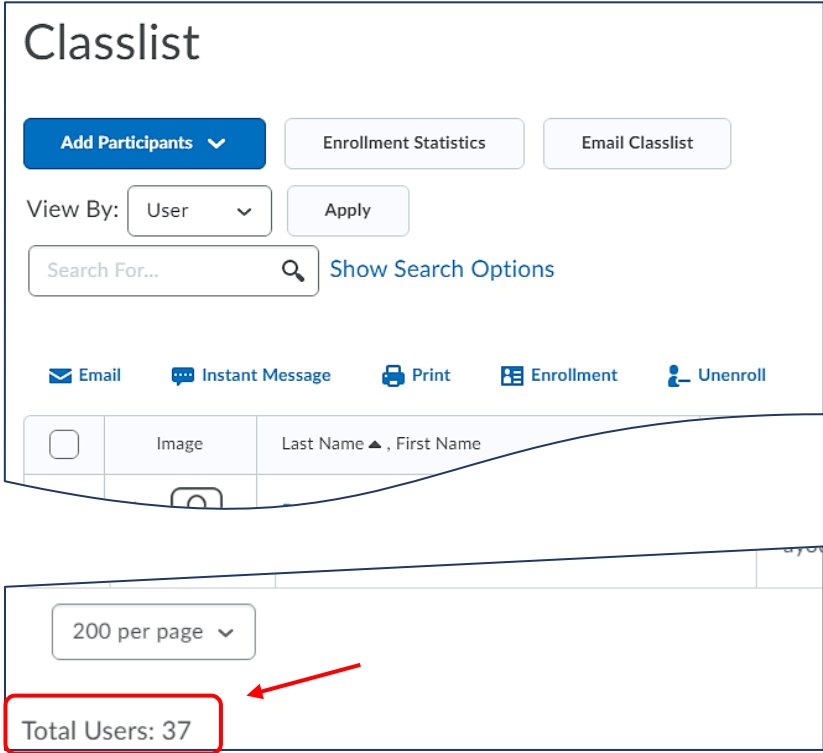 Classlist
Add Participants Enrollment Statistics Email Classlist
View By: User Apply
Search For... Show Search Options
Email Instant Message Print Enrollment Unenroll
Image Last Name ▲ , First Name
200 per page
Total Users: 37